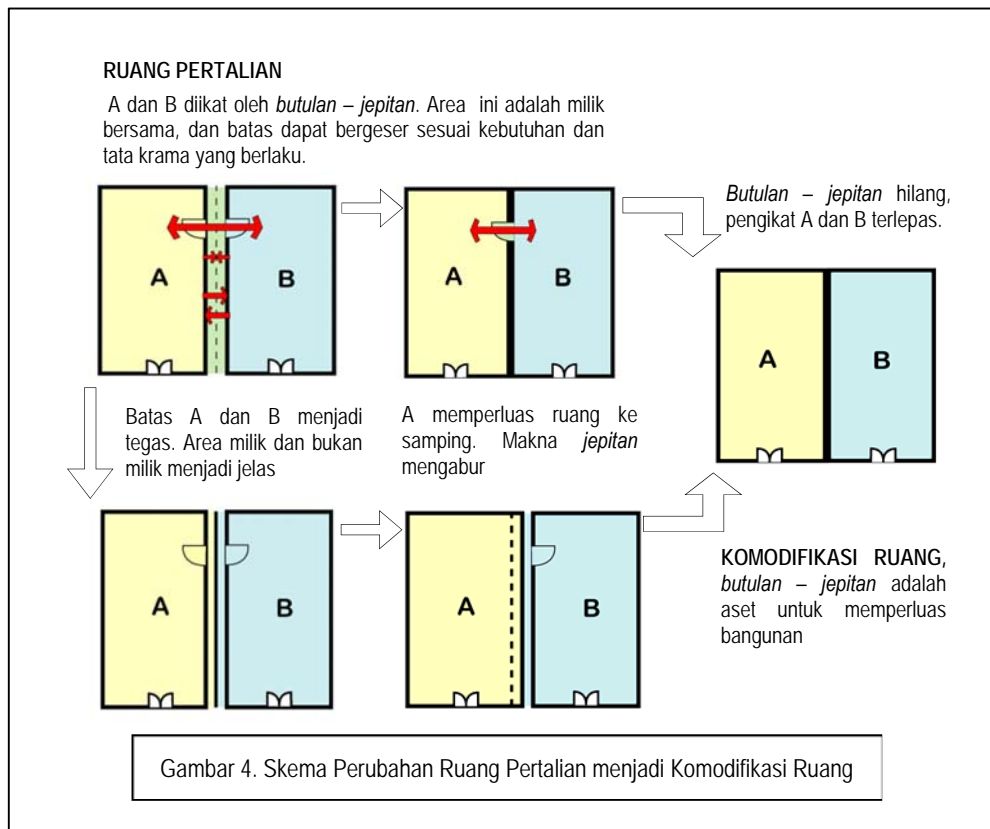 RUANG PERTALIAN
A dan B diikat oleh butulan – jepitan. Area ini adalah milik
bersama, dan batas dapat bergeser sesuai kebutuhan dan
tata krama yang berlaku.
A
B
A
B
Butulan – jepitan hilang,
pengikat A dan B terlepas.
A
B
Batas A dan B menjadi
tegas. Area milik dan bukan
milik menjadi jelas
A memperluas ruang ke
samping. Makna jepitan
mengabur
A
B
A
B
KOMODIFIKASI RUANG,
butulan – jepitan adalah
aset untuk memperluas
bangunan
Gambar 4. Skema Perubahan Ruang Pertalian menjadi Komodifikasi Ruang